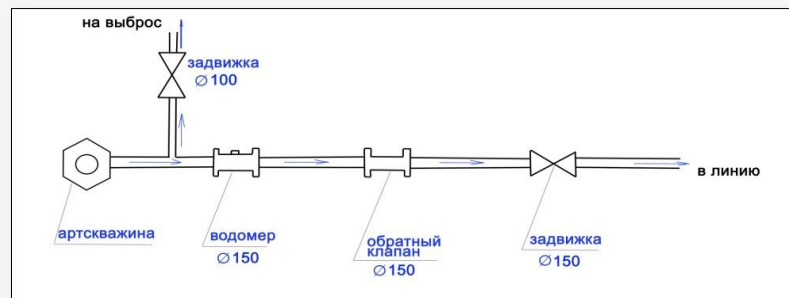 на выброс
задвижка
∅ 100
в линию
артскважина
водомер
∅ 150
обратный
клапан
∅ 150
задвижка
∅ 150